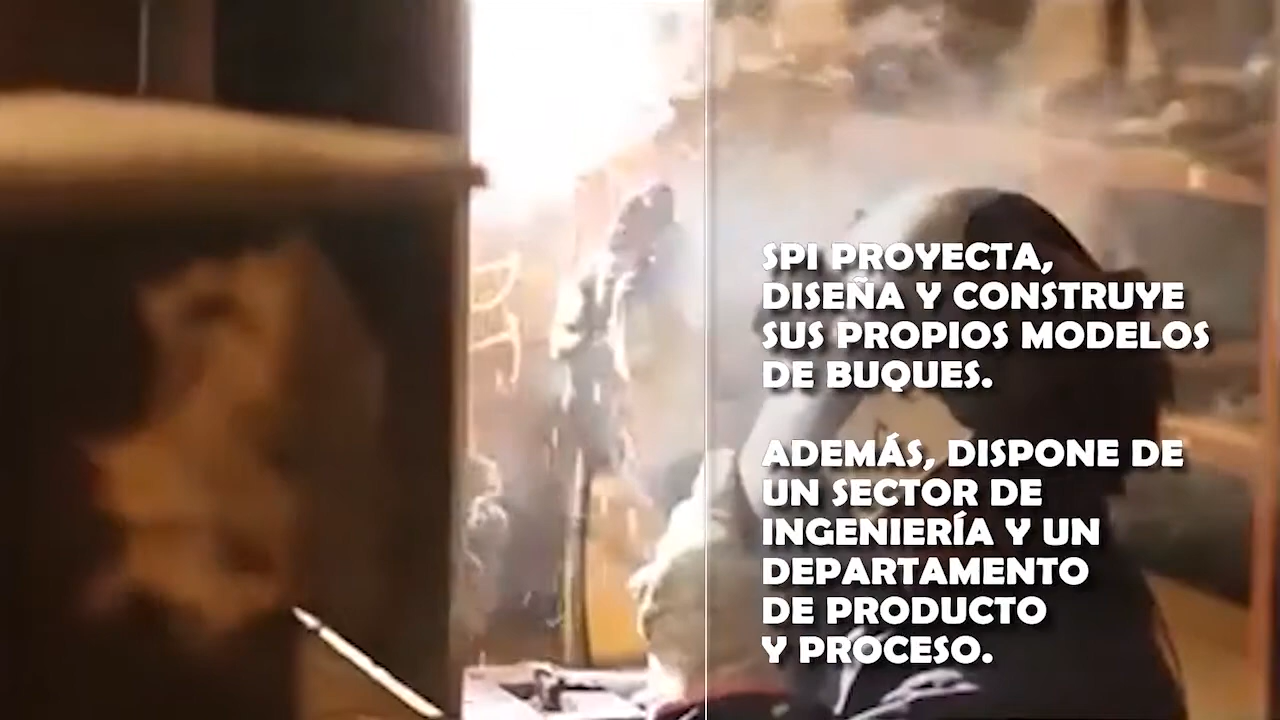 SPI PROYECTA,
DISEÑA Y CONSTRUYE
SUS PROPIOS MODELOS
DE BUQUES.
ADEMÁS, DISPONE DE
UN SECTOR DE
INGENIERÍA Y UN
DEPARTAMENTO
DE PRODUCTO
Y PROCESO.